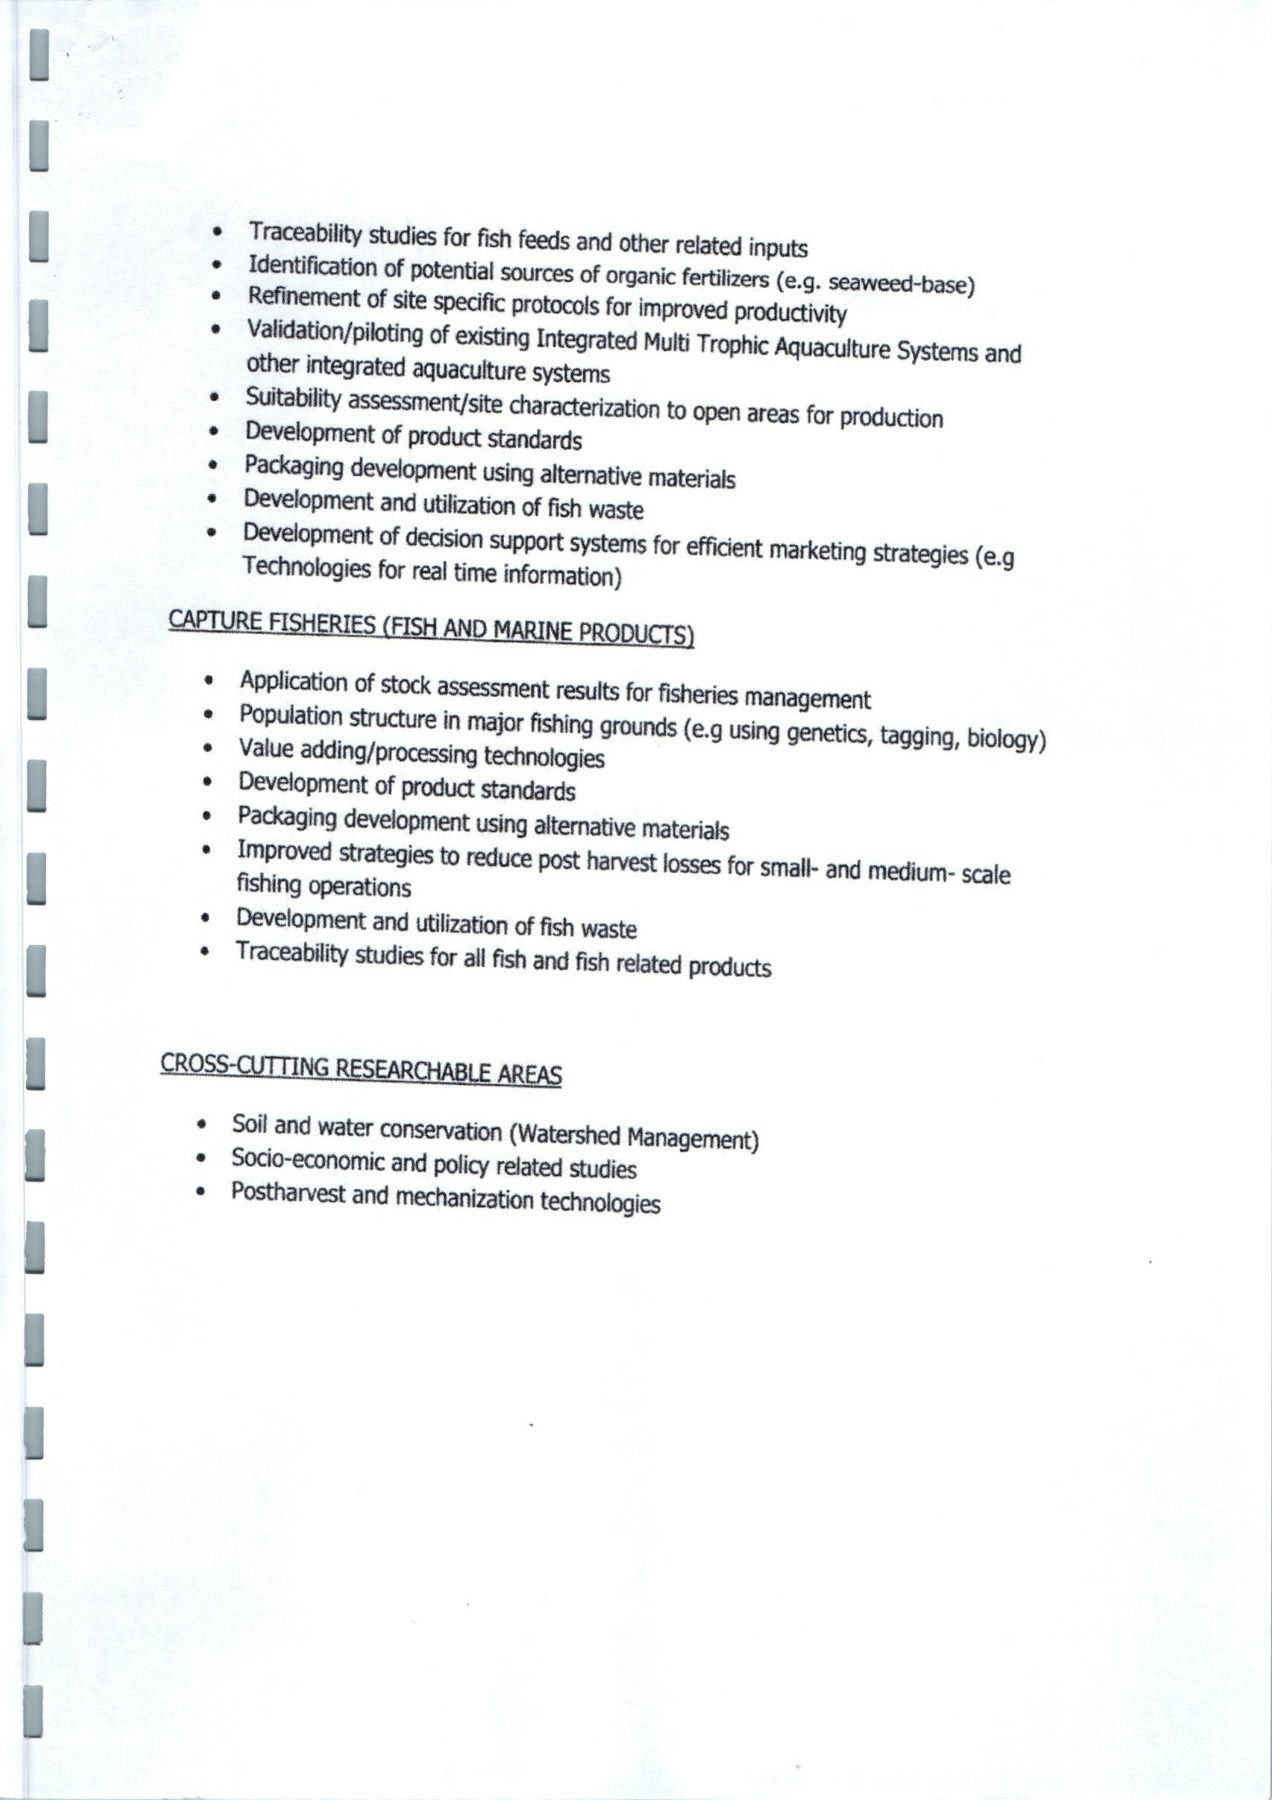 • Traceability studies for fish feeds and other related inputs
• Identification of potential sources of organic fertilizers (e.g. seaweed-base)
• Refinement of site specific protocols for improved productivity
• Validation/piloting of existing Integrated Multi Trophic Aquaculture Systems and
other integrated aquaculture systems
• Suitability assessment/site characterization to open areas for production
• Development of product standards
• Packaging development using alternative materials
• Development and utilization of fish waste
• Development of decision support systems for efficient marketing strategies (e.g
Technologies for real time information)
CAPTURE FISHERIES (FISH AND MARINE PRODUCTS)
• Application of stock assessment results for fisheries management
• Population structure in major fishing grounds (e.g using genetics, tagging, biology)
• Value adding/processing technologies
• Development of product standards
• Packaging development using alternative materials
• Improved strategies to reduce post harvest losses for small- and medium- scale
fishing operations
• Development and utilization of fish waste
• Traceability studies for all fish and fish related products
CROSS-CUTTING RESEARCHABLE AREAS
• Soil and water conservation (Watershed Management)
• Socio-economic and policy related studies
• Postharvest and mechanization technologies